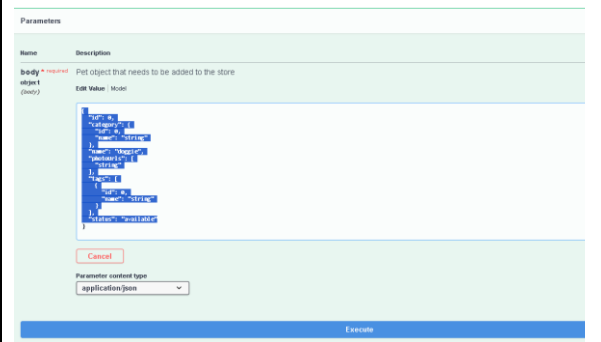 Parameters
Name Description
body * required Pet object that needs to be added to the store
object
(body)
Edit Value | Model
{
"id": 0,
"category": {
"id": 0,
"name": "string"
},
"name": "doggie",
"photoUrls": [
"string"
],
"tags": [
{
"id": 0,
"name": "string"
}
],
"status": "available"
}
Cancel
Parameter content type
application/json
Execute